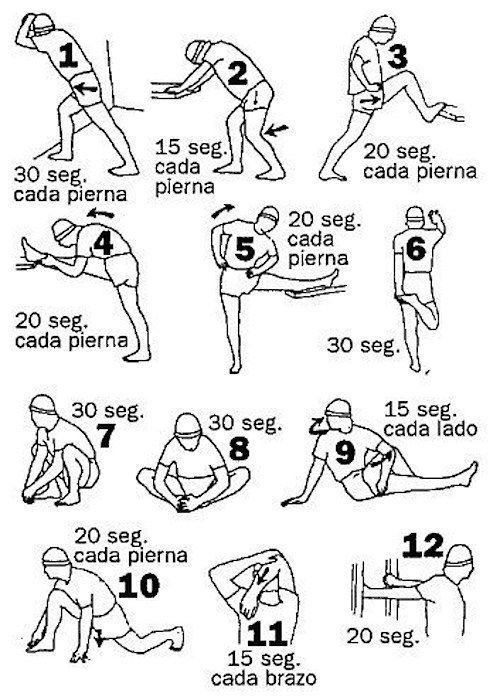 1
30 seg.
cada pierna
2
15 seg.
cada
pierna
3
20 seg.
cada pierna
4
20 seg.
cada pierna
5
20 seg.
cada
pierna
6
30 seg.
7
30 seg.
8
30 seg.
9
15 seg.
cada lado
10
20 seg.
cada pierna
11
15 seg.
cada brazo
12
20 seg.